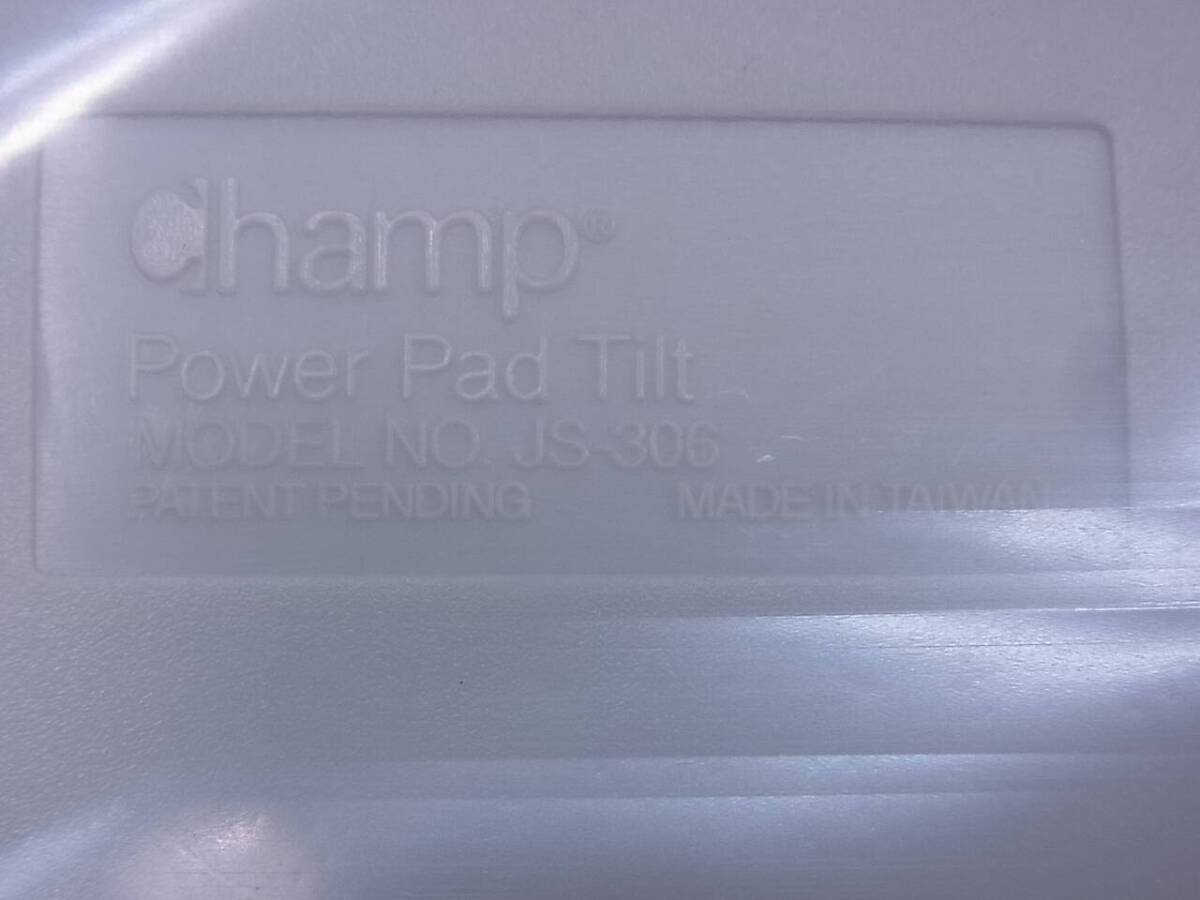 Champ®
Power Pad Tilt
MODEL NO. JS-306
PATENT PENDING MADE IN TAIWAN